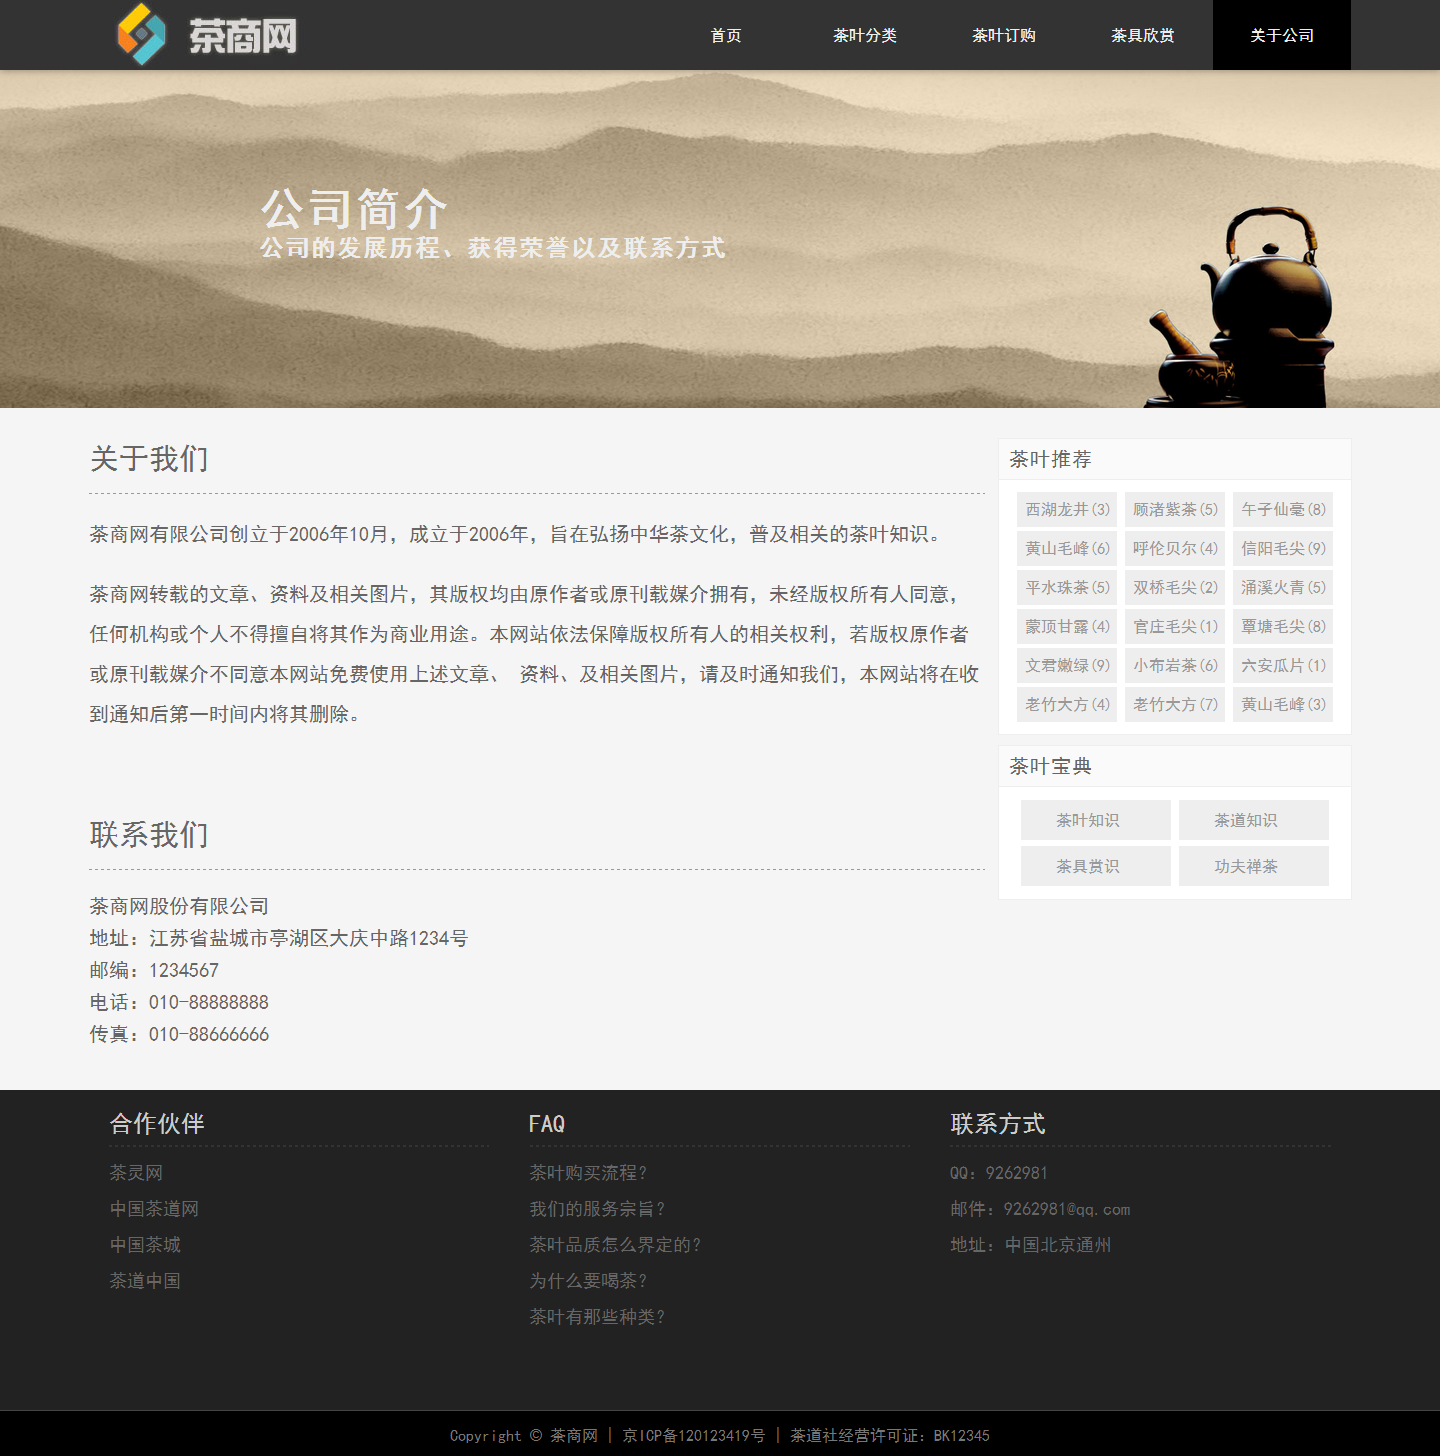 茶商网
首页
茶叶分类
茶叶订购
茶具欣赏
关于公司
公司简介
公司的发展历程、获得荣誉以及联系方式
关于我们
茶商网有限公司创立于2006年10月，成立于2006年，旨在弘扬中华茶文化，普及相关的茶叶知识。
茶商网转载的文章、资料及相关图片，其版权均由原作者或原刊载媒介拥有，未经版权所有人同意，
任何机构或个人不得擅自将其作为商业用途。本网站依法保障版权所有人的相关权利，若版权原作者
或原刊载媒介不同意本网站免费使用上述文章、 资料、及相关图片，请及时通知我们，本网站将在收
到通知后第一时间内将其删除。
联系我们
茶商网股份有限公司
地址：江苏省盐城市亭湖区大庆中路1234号
邮编：1234567
电话：010-88888888
传真：010-88666666
茶叶推荐
西湖龙井(3) 顾渚紫茶(5) 午子仙毫(8)
黄山毛峰(6) 呼伦贝尔(4) 信阳毛尖(9)
平水珠茶(5) 双桥毛尖(2) 涌溪火青(5)
蒙顶甘露(4) 官庄毛尖(1) 覃塘毛尖(8)
文君嫩绿(9) 小布岩茶(6) 六安瓜片(1)
老竹大方(4) 老竹大方(7) 黄山毛峰(3)
茶叶宝典
茶叶知识 茶道知识
茶具赏识 功夫禅茶
合作伙伴
茶灵网
中国茶道网
中国茶城
茶道中国
FAQ
茶叶购买流程？
我们的服务宗旨？
茶叶品质怎么界定的？
为什么要喝茶？
茶叶有那些种类？
联系方式
QQ：9262981
邮件：9262981@qq.com
地址：中国北京通州
Copyright © 茶商网 | 京ICP备120123419号 | 茶道社经营许可证：BK12345